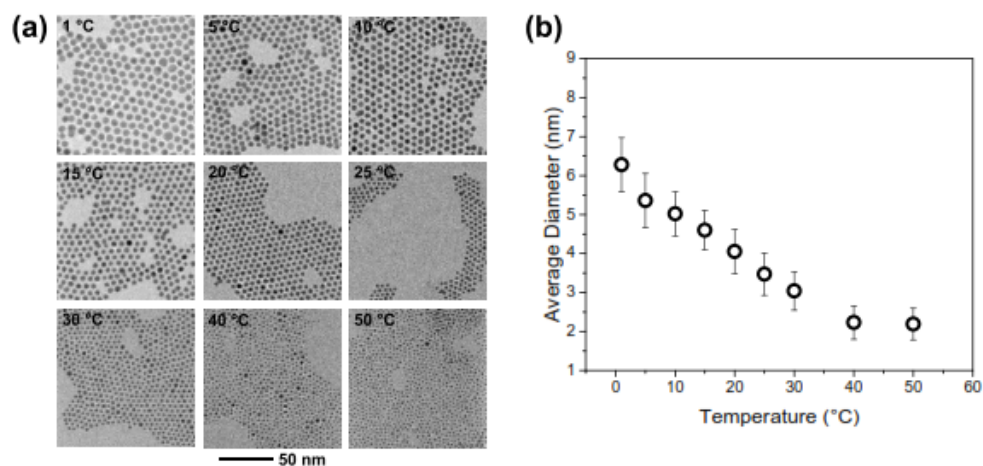 (a)
1 °C
5 °C
10 °C
15 °C
20 °C
25 °C
30 °C
40 °C
50 °C
50 nm
(b)
Average Diameter (nm)
9
8
7
6
5
4
3
2
1
0
10
20
30
40
50
60
Temperature (°C)